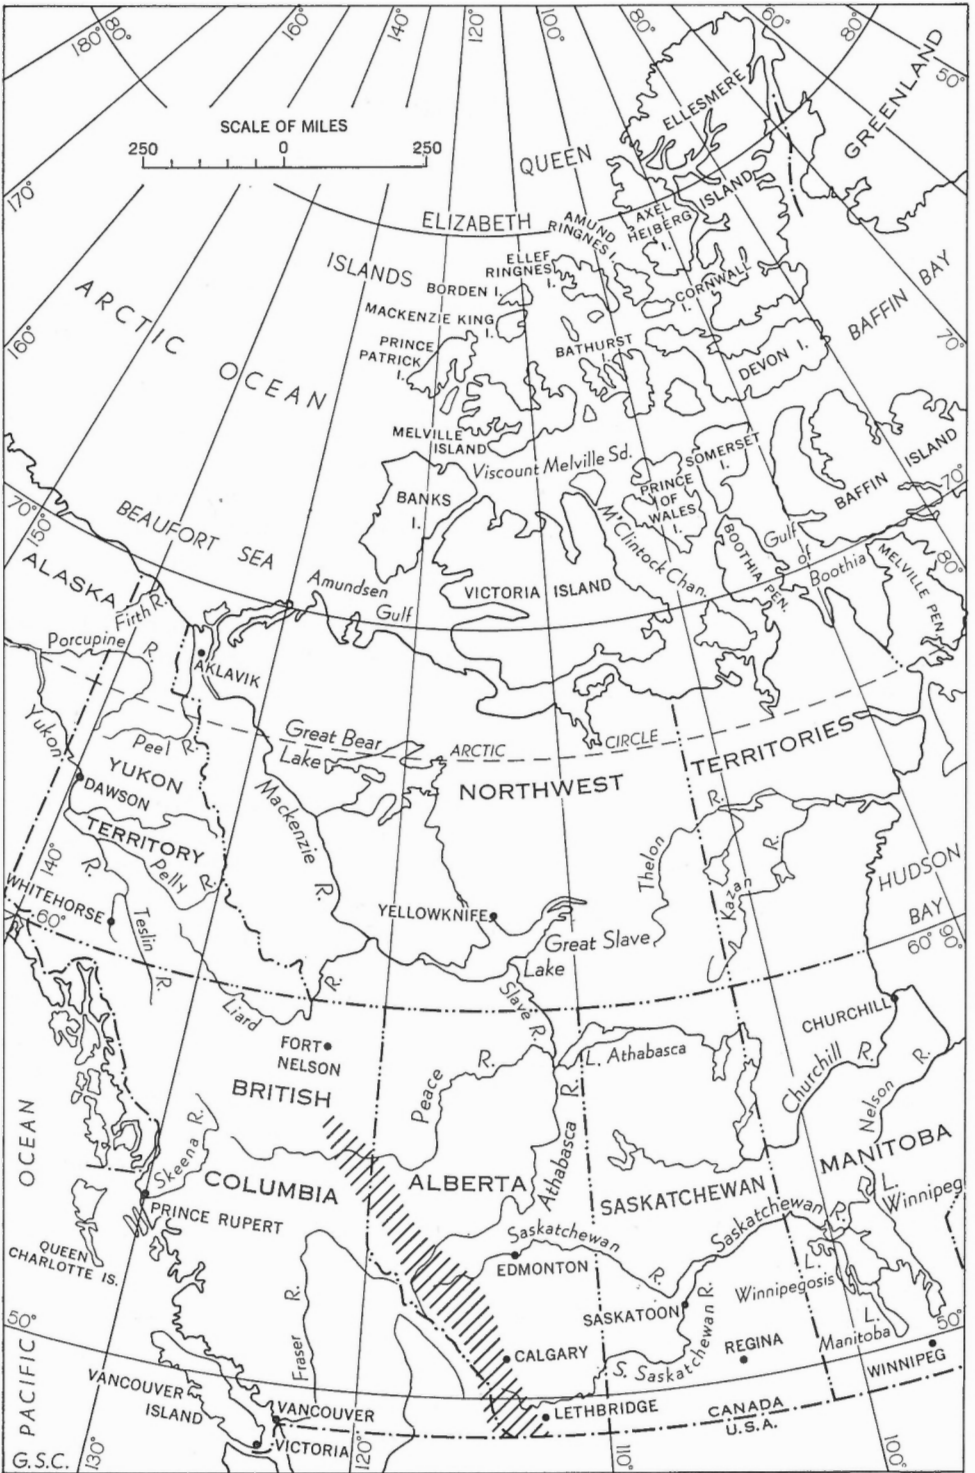 180°
80°
160°
140°
120°
100°
60°
80°
50°
SCALE OF MILES
250 0 250
ELLESMERE
ISLAND
GREENLAND
QUEEN
ELIZABETH
ISLANDS
170°
AXEL
HEIBERG
I.
AMUND
RINGNES I.
ELLEF
RINGNES
I.
BORDEN I.
CORNWALL
I.
MACKENZIE KING
I.
PRINCE
PATRICK
I.
BATHURST
I.
DEVON I.
BAFFIN BAY
70°
160°
ARCTIC
OCEAN
MELVILLE
ISLAND
Viscount Melville Sd.
SOMERSET
I.
PRINCE
OF
WALES
I.
BAFFIN
ISLAND
70°
BANKS
I.
70°
150°
BEAUFORT SEA
M'Clintock Chan.
BOOTHIA
PEN.
Gulf
of
Boothia
MELVILLE PEN.
80°
ALASKA
Firth R.
Amundsen
Gulf
VICTORIA ISLAND
Porcupine R.
AKLAVIK
Yukon
Peel R.
Great Bear
Lake
ARCTIC CIRCLE
NORTHWEST
TERRITORIES
YUKON
DAWSON
TERRITORY
R.
Mackenzie
R.
Thelon
R.
Kazan
R.
HUDSON
BAY
140°
Pelly R.
WHITEHORSE
60°
Teslin
R.
YELLOWKNIFE
Great Slave
Lake
60°
90°
Liard
R.
Slave R.
CHURCHILL
FORT
NELSON
Peace
R.
L. Athabasca
Churchill R.
Nelson
R.
BRITISH
COLUMBIA
Skeena R.
ALBERTA
Athabasca
R.
SASKATCHEWAN
MANITOBA
PRINCE RUPERT
QUEEN
CHARLOTTE IS.
Saskatchewan
R.
Saskatchewan
R.
L.
Winnipeg
EDMONTON
L.
Winnipegosis
SASKATOON
PACIFIC
OCEAN
50°
Fraser
R.
CALGARY
S. Saskatchewan R.
REGINA
L.
Manitoba
50°
WINNIPEG
VANCOUVER
ISLAND
VANCOUVER
VICTORIA
LETHBRIDGE
CANADA
U.S.A.
G.S.C.
130°
120°
110
100°